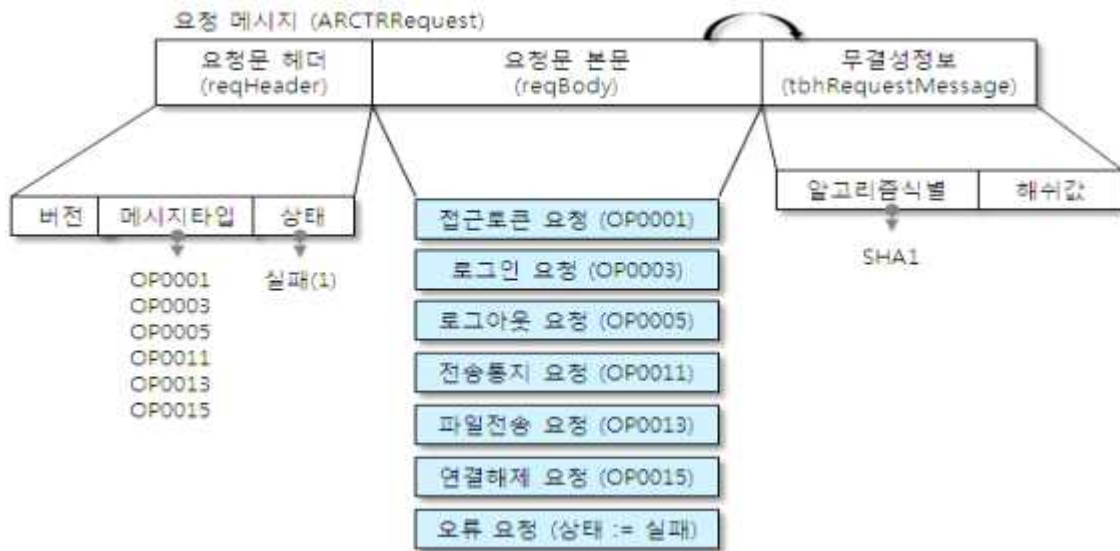 요청 메시지 (ARCTRRequest)
요청문 헤더
(reqHeader)
요청문 본문
(reqBody)
무결성정보
(tbhRequestMessage)
버전
메시지타입
상태
알고리즘식별
해쉬값
OP0001
OP0003
OP0005
OP0011
OP0013
OP0015
실패(1)
접근토큰 요청 (OP0001)
로그인 요청 (OP0003)
로그아웃 요청 (OP0005)
전송통지 요청 (OP0011)
파일전송 요청 (OP0013)
연결해제 요청 (OP0015)
오류 요청 (상태 := 실패)
SHA1